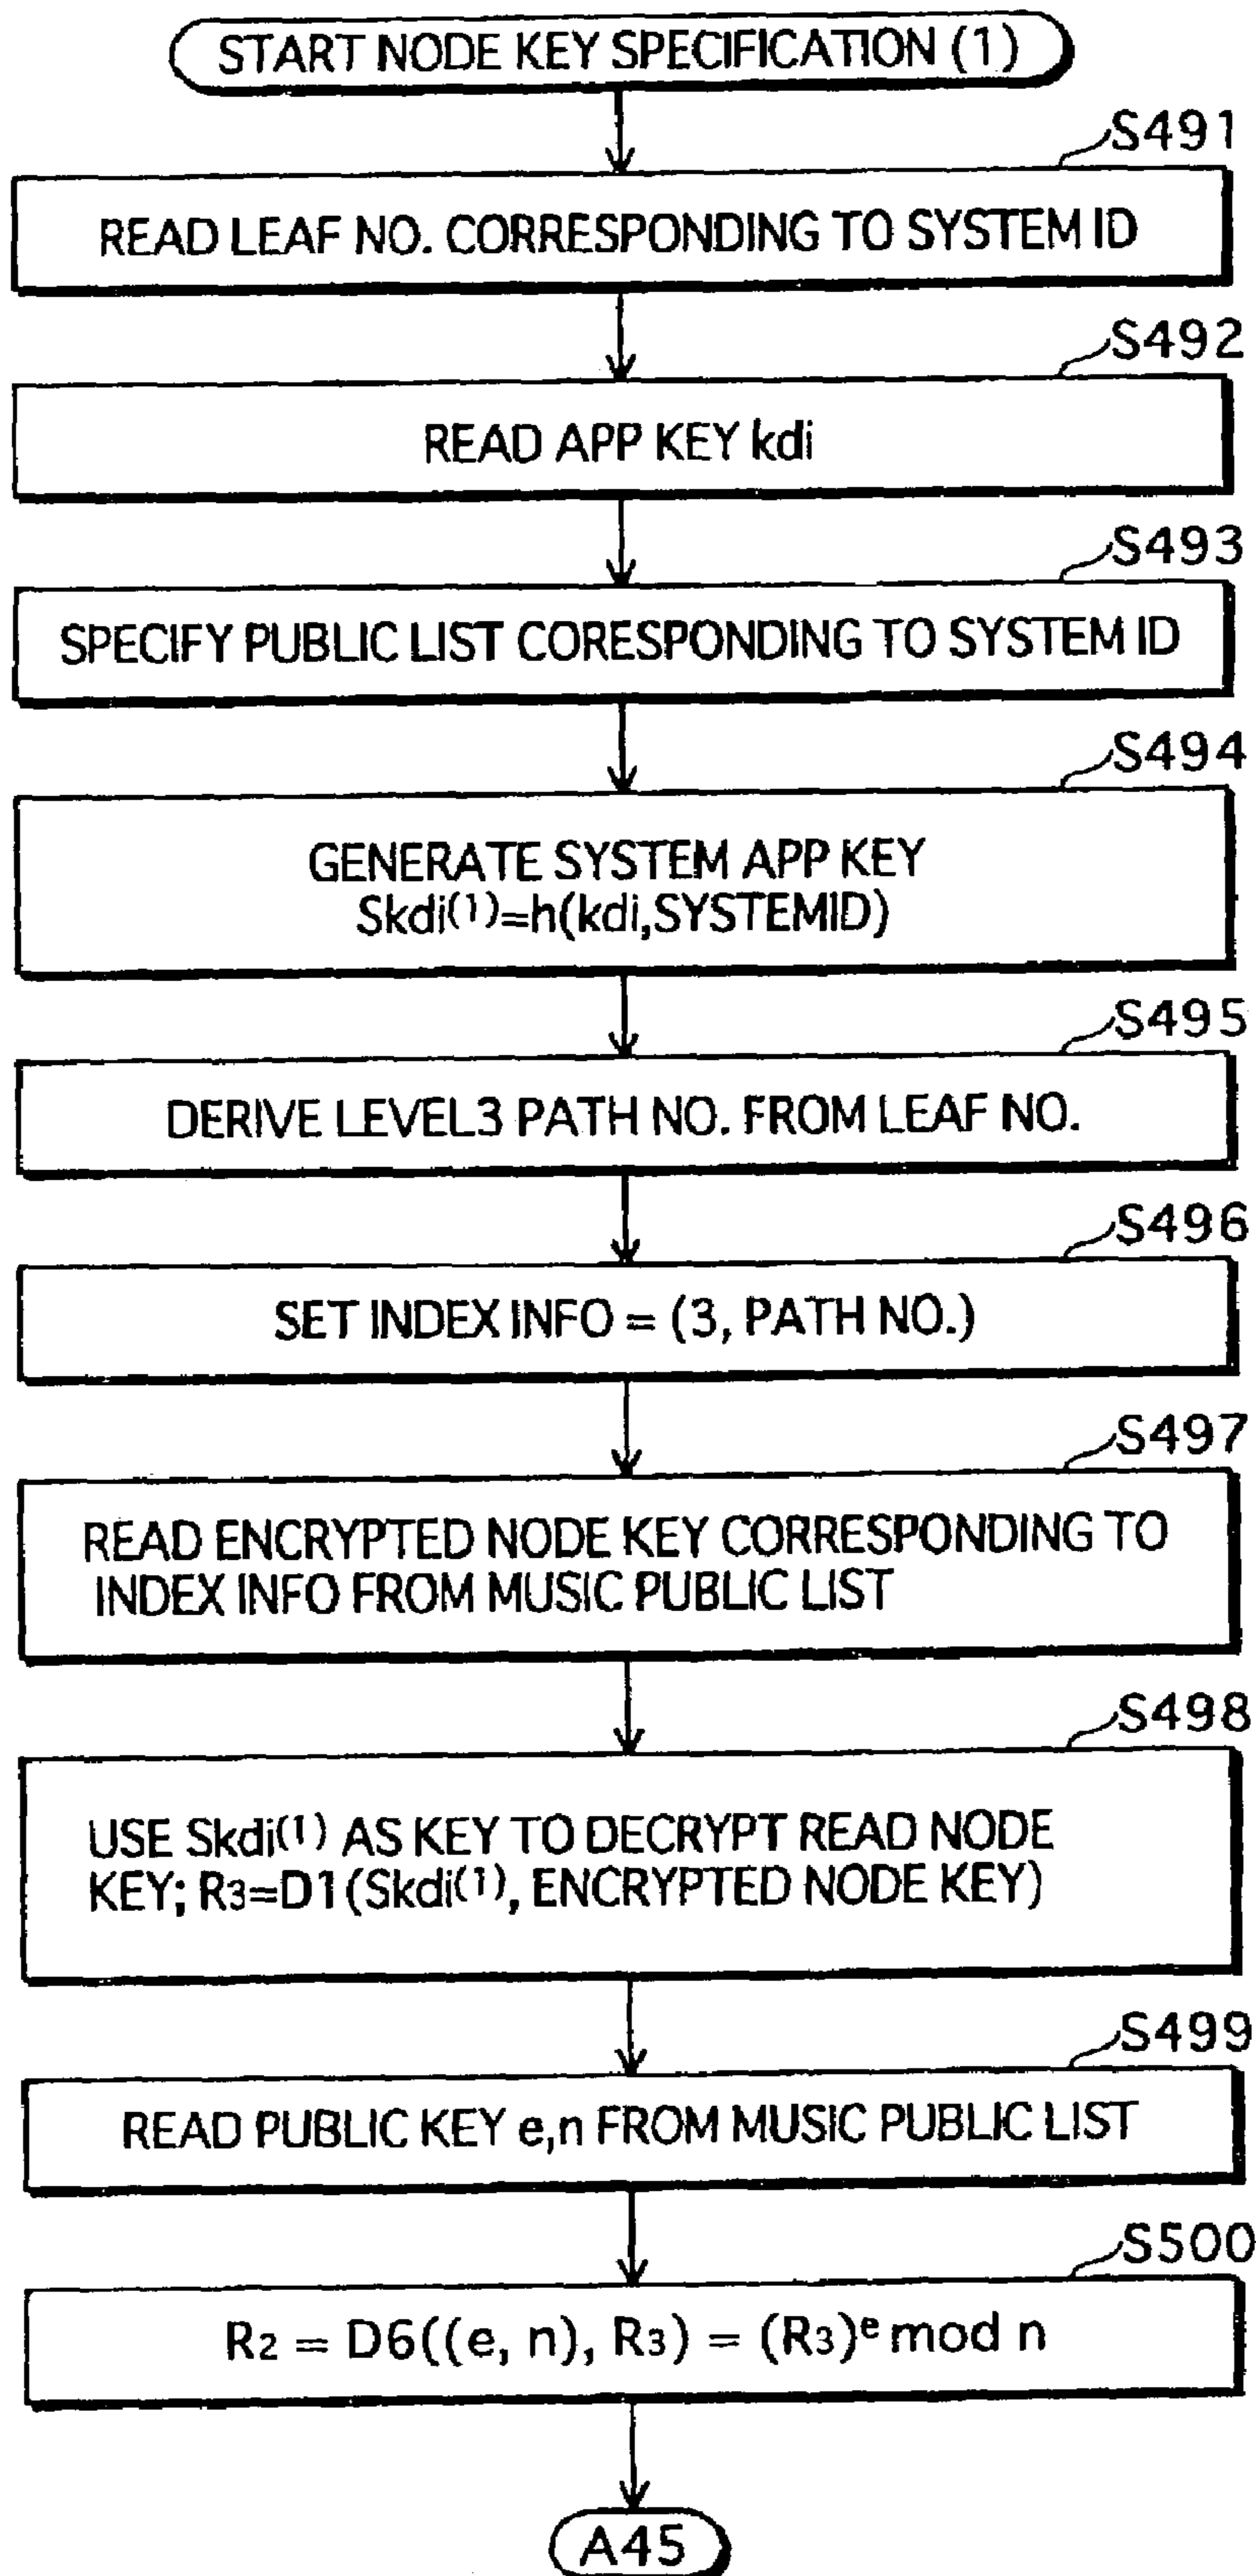 START NODE KEY SPECIFICATION (1)
S491
READ LEAF NO. CORRESPONDING TO SYSTEM ID
S492
READ APP KEY kdi
S493
SPECIFY PUBLIC LIST CORESPONDING TO SYSTEM ID
S494
GENERATE SYSTEM APP KEY
Skdi⁽¹⁾=h(kdi,SYSTEMID)
S495
DERIVE LEVEL3 PATH NO. FROM LEAF NO.
S496
SET INDEX INFO = (3, PATH NO.)
S497
READ ENCRYPTED NODE KEY CORRESPONDING TO
INDEX INFO FROM MUSIC PUBLIC LIST
S498
USE Skdi⁽¹⁾ AS KEY TO DECRYPT READ NODE
KEY; R₃=D1(Skdi⁽¹⁾, ENCRYPTED NODE KEY)
S499
READ PUBLIC KEY e,n FROM MUSIC PUBLIC LIST
S500
R₂ = D6((e, n), R₃) = (R₃)ᵉ mod n
A45